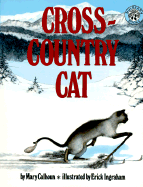 CROSS-
COUNTRY
CAT
by Mary Calhoun • illustrated by Erick Ingraham